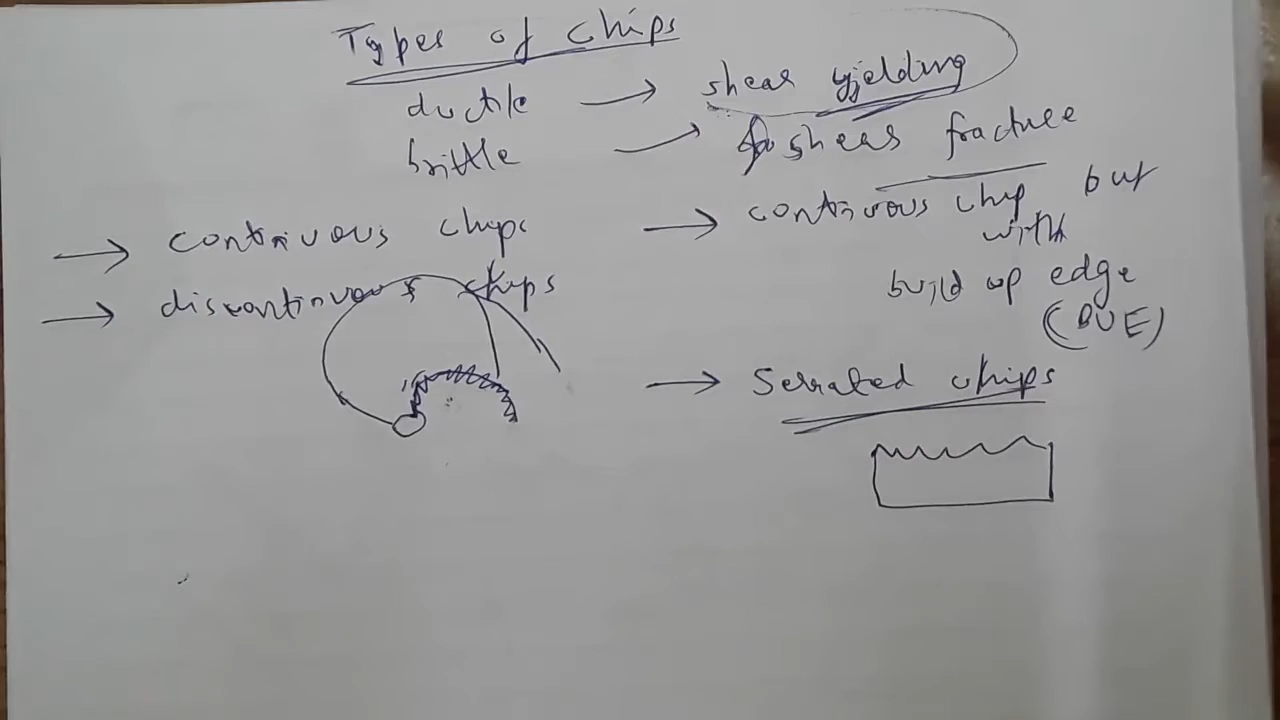 Types of chips
ductile → shear yielding
brittle → shear fracture
→ continuous chips
→ discontinuous chips
→ continuous chip but
with
build up edge
(BUE)
→ Serrated chips